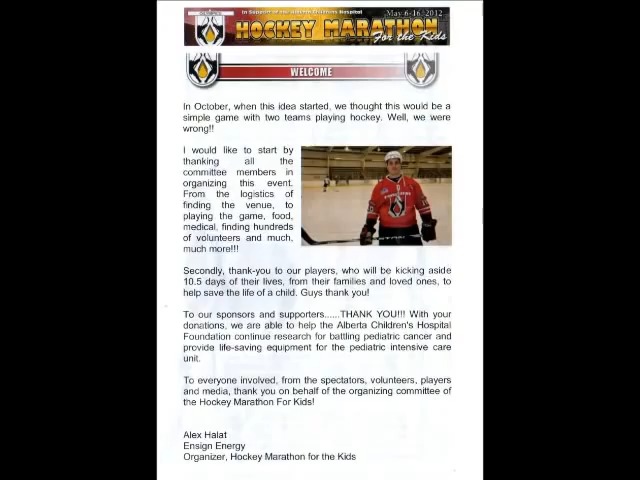 In Support of the Alberta Childrens Hospital
May 6-16, 2012
HOCKEY MARATHON
For the Kids
WELCOME
In October, when this idea started, we thought this would be a
simple game with two teams playing hockey. Well, we were
wrong!!
I would like to start by
thanking all the
committee members in
organizing this event.
From the logistics of
finding the venue, to
playing the game, food,
medical, finding hundreds
of volunteers and much,
much more!!!
Secondly, thank-you to our players, who will be kicking aside
10.5 days of their lives, from their families and loved ones, to
help save the life of a child. Guys thank you!
To our sponsors and supporters......THANK YOU!!! With your
donations, we are able to help the Alberta Children's Hospital
Foundation continue research for battling pediatric cancer and
provide life-saving equipment for the pediatric intensive care
unit.
To everyone involved, from the spectators, volunteers, players
and media, thank you on behalf of the organizing committee of
the Hockey Marathon For Kids!
Alex Halat
Ensign Energy
Organizer, Hockey Marathon for the Kids